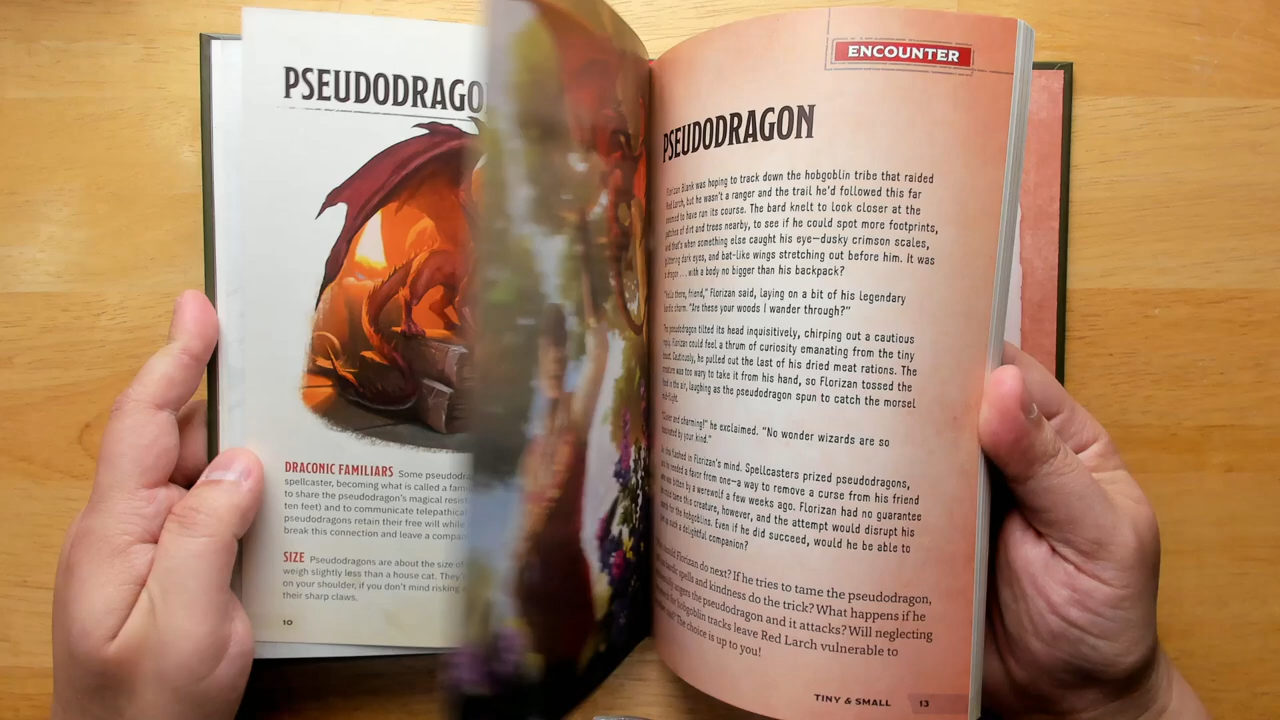 PSEUDODRAGO
DRACONIC FAMILIARS Some pseudodra
spellcaster, becoming what is called a fami
to share the pseudodragon's magical resis
ten feet) and to communicate telepathical
pseudodragons retain their free will while
break this connection and leave a compan
SIZE Pseudodragons are about the size of
weigh slightly less than a house cat. They
on your shoulder, if you don't mind risking
their sharp claws.
10
ENCOUNTER
PSEUDODRAGON
Florizan Blank was hoping to track down the hobgoblin tribe that raided
Red Larch, but he wasn't a ranger and the trail he'd followed this far
seemed to have run its course. The bard knelt to look closer at the
patches of dirt and trees nearby, to see if he could spot more footprints,
and that's when something else caught his eye—dusky crimson scales,
glittering dark eyes, and bat-like wings stretching out before him. It was
a dragon . . . with a body no bigger than his backpack?
"Hello there, friend," Florizan said, laying on a bit of his legendary
bardic charm. "Are these your woods I wander through?"
The pseudodragon tilted its head inquisitively, chirping out a cautious
Florizan could feel a thrum of curiosity emanating from the tiny
beast. Cautiously, he pulled out the last of his dried meat rations. The
creature was too wary to take it from his hand, so Florizan tossed the
food in the air, laughing as the pseudodragon spun to catch the morsel
mid-flight.
and charming!" he exclaimed. "No wonder wizards are so
fascinated by your kind."
An idea flashed in Florizan's mind. Spellcasters prized pseudodragons,
and he needed a favor from one—a way to remove a curse from his friend
who was bitten by a werewolf a few weeks ago. Florizan had no guarantee
he could tame this creature, however, and the attempt would disrupt his
search for the hobgoblins. Even if he did succeed, would he be able to
give up such a delightful companion?
What should Florizan do next? If he tries to tame the pseudodragon,
will bardic spells and kindness do the trick? What happens if he
accidentally angers the pseudodragon and it attacks? Will neglecting
the hobgoblin tracks leave Red Larch vulnerable to
The choice is up to you!
TINY & SMALL 13